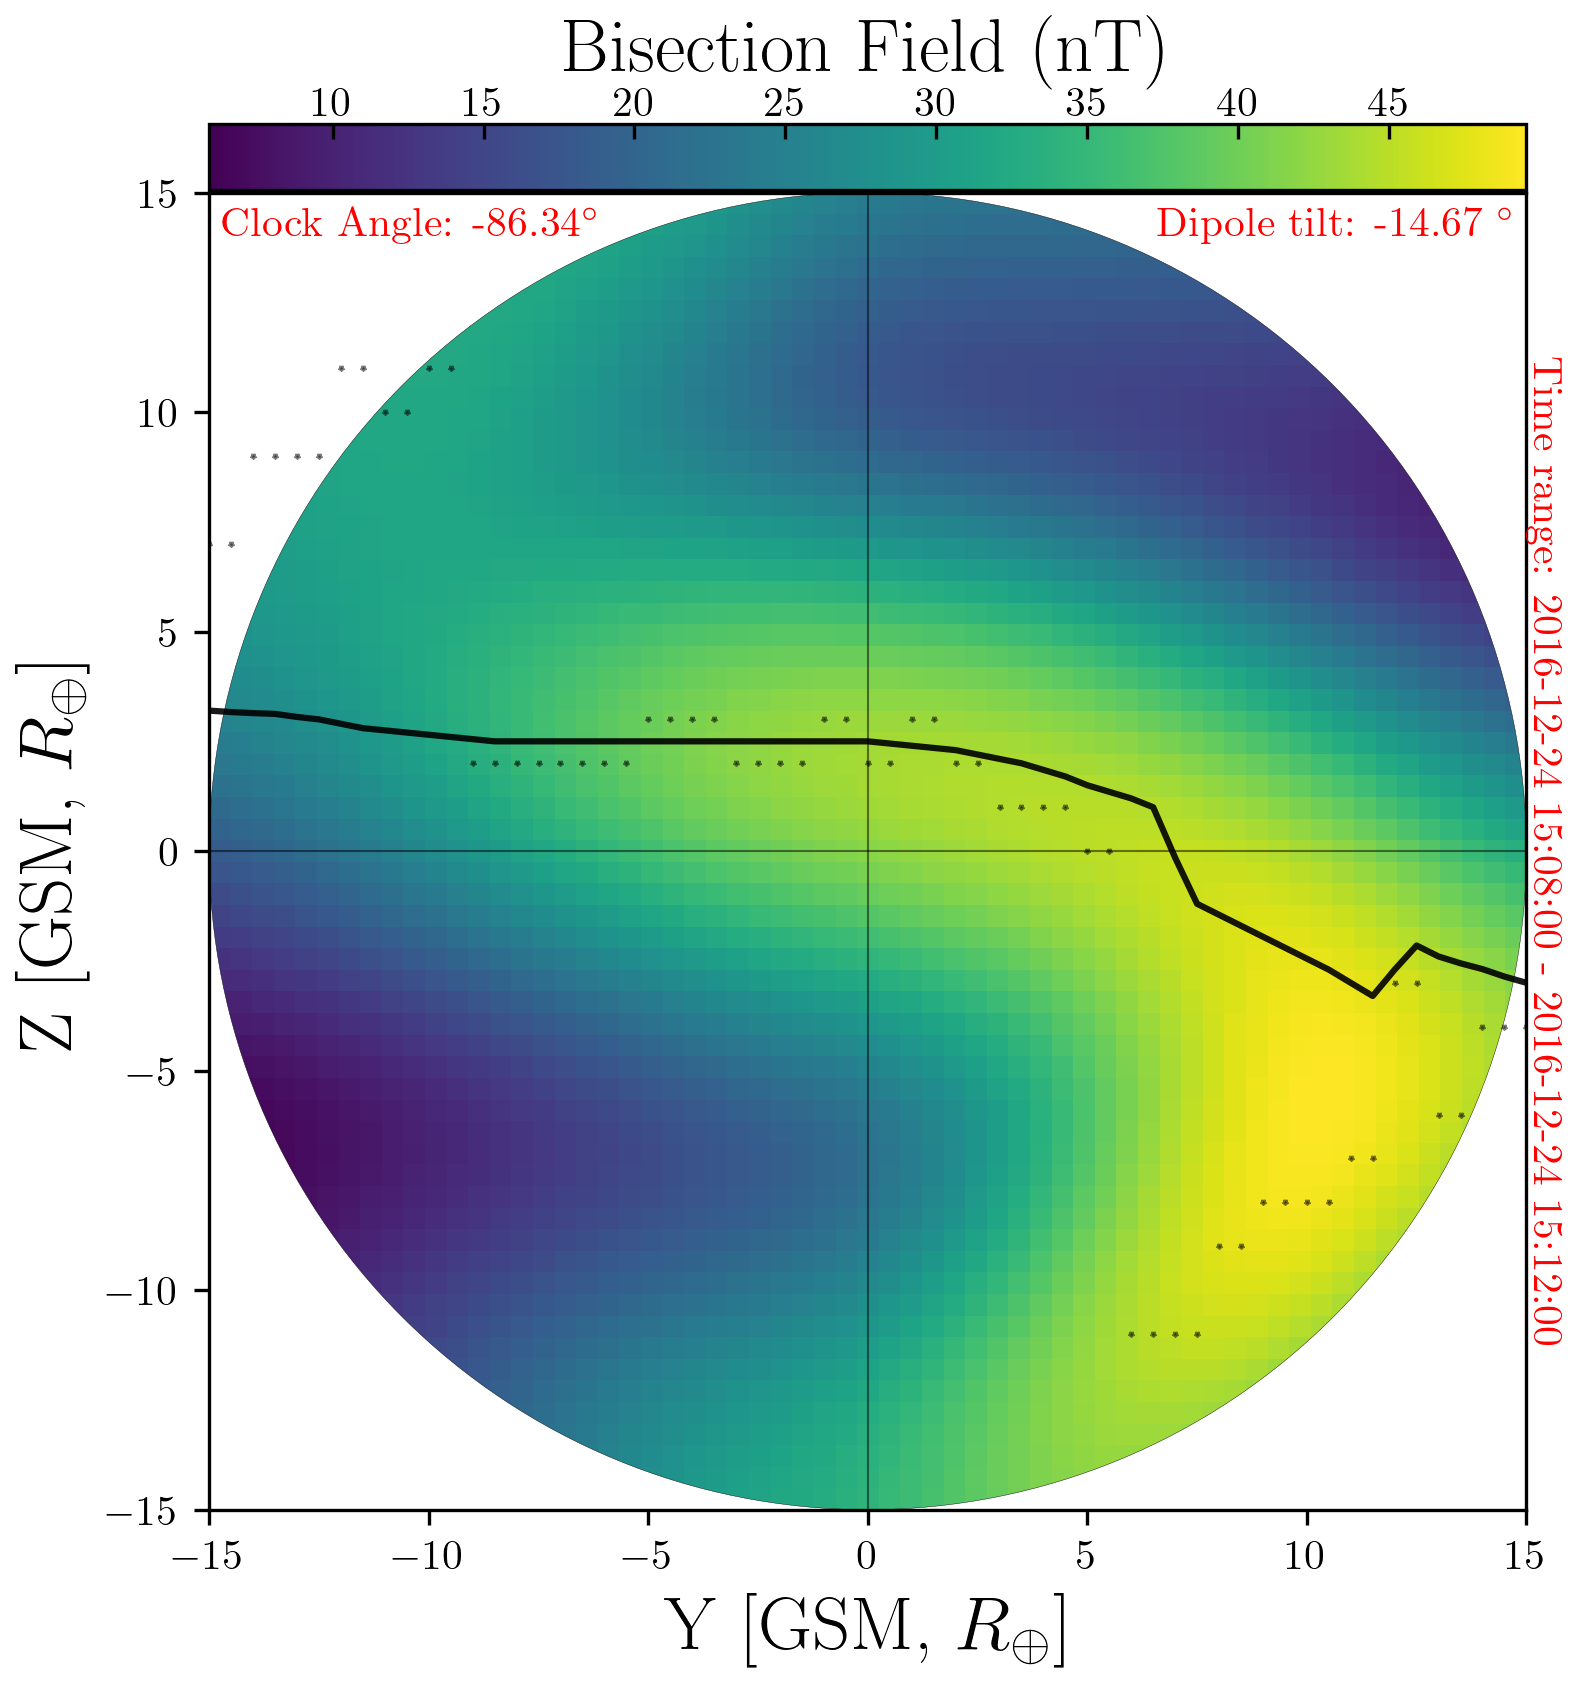 Bisection Field (nT)
10 15 20 25 30 35 40 45
Clock Angle: -86.34°
Dipole tilt: -14.67 °
Time range: 2016-12-24 15:08:00 - 2016-12-24 15:12:00
Z [GSM, R⊕]
15
10
5
0
−5
−10
−15
−15 −10 −5 0 5 10 15
Y [GSM, R⊕]